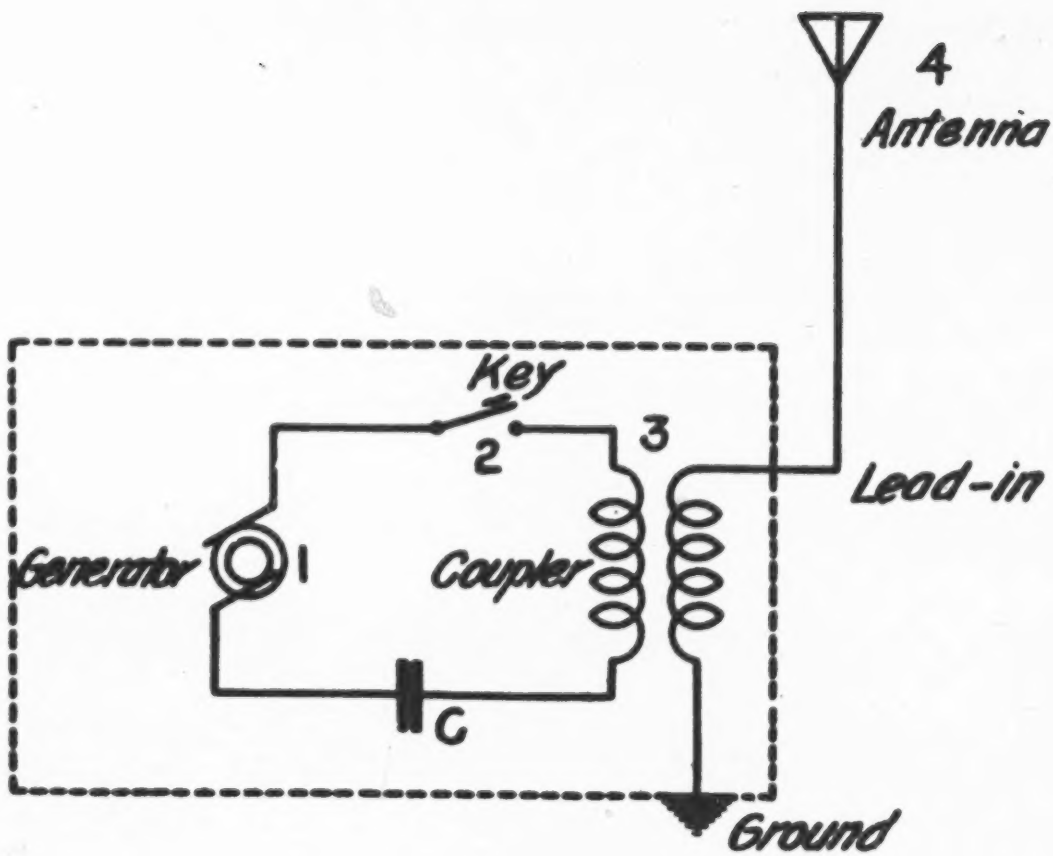 4
Antenna
Key
2
3
Lead-in
Generator
1
Coupler
C
Ground